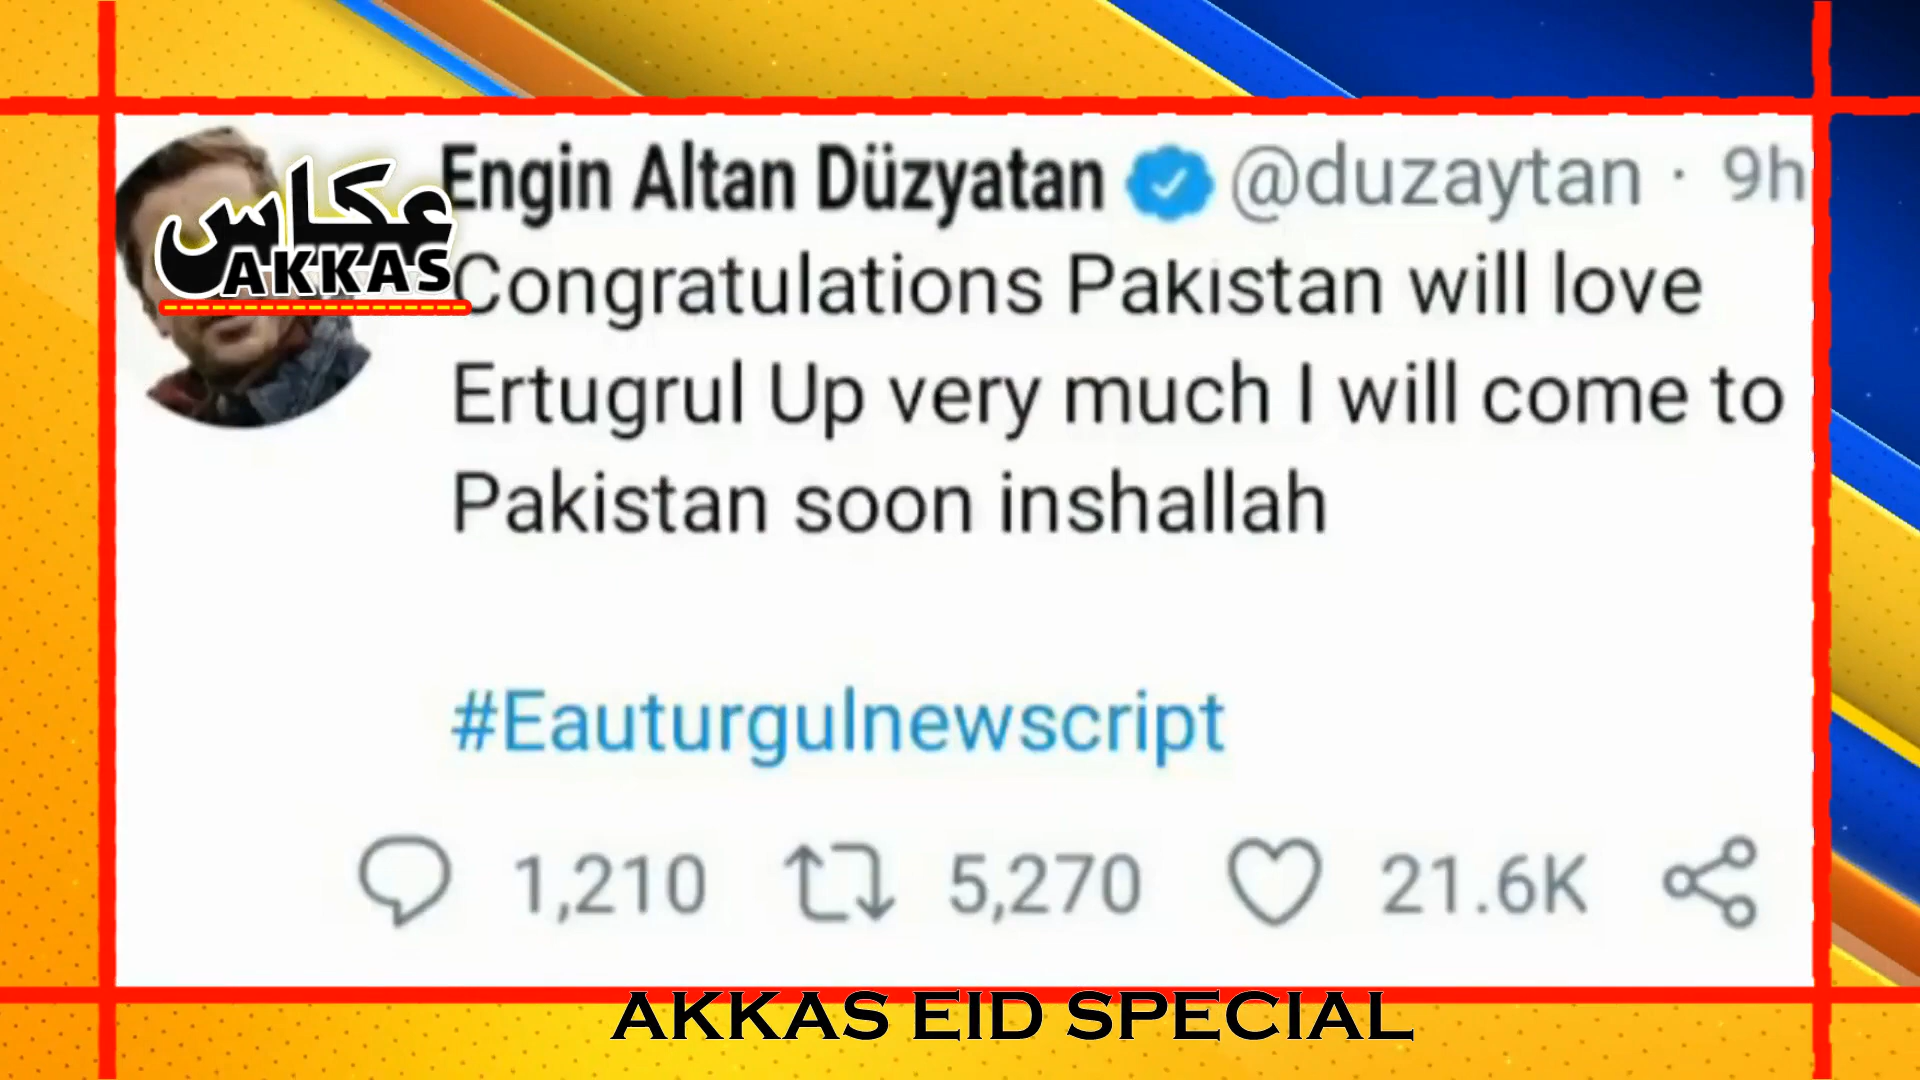 Engin Altan Düzyatan @duzaytan · 9h
عکاس
AKKAS
Congratulations Pakistan will love
Ertugrul Up very much I will come to
Pakistan soon inshallah
#Eauturgulnewscript
1,210 5,270 21.6K
AKKAS EID SPECIAL